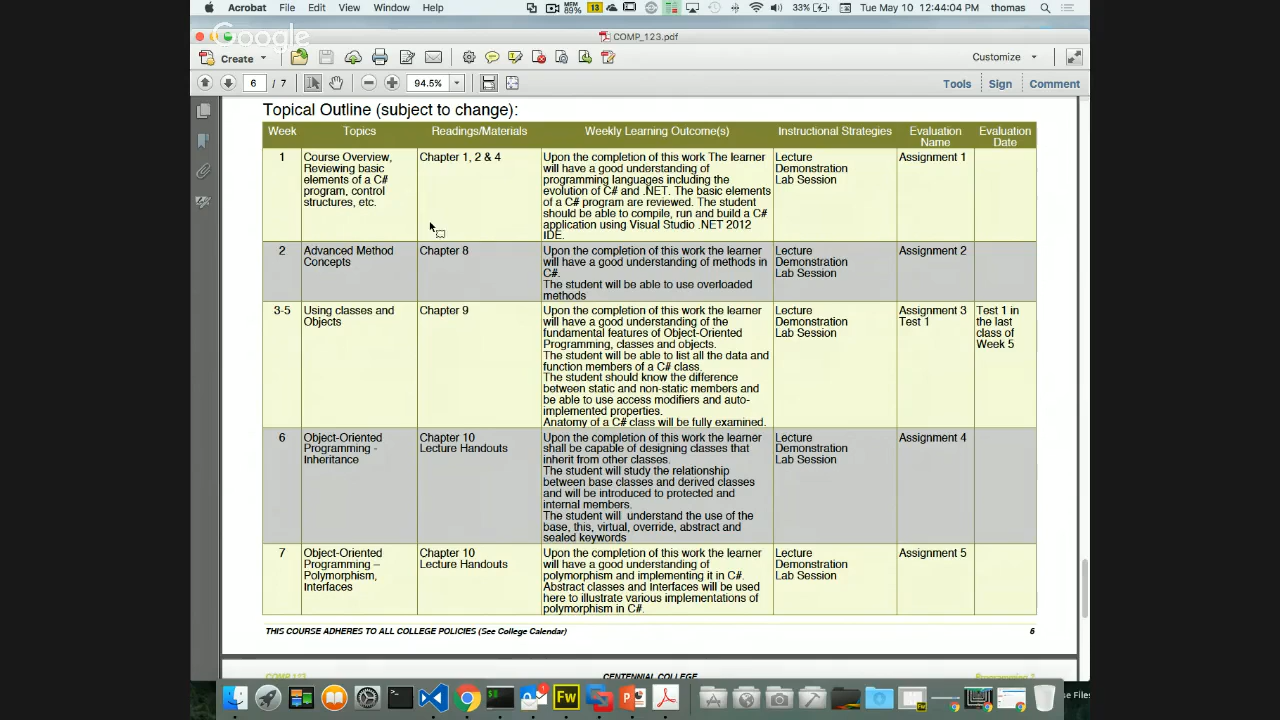 Acrobat File Edit View Window Help MEM 89% 13 33% Tue May 10 12:44:04 PM thomas
Google
COMP_123.pdf
Create Customize
6 / 7 94.5% Tools Sign Comment
Topical Outline (subject to change):
Week Topics Readings/Materials Weekly Learning Outcome(s) Instructional Strategies Evaluation Name Evaluation Date
1
Course Overview,
Reviewing basic
elements of a C#
program, control
structures, etc.
Chapter 1, 2 & 4
Upon the completion of this work The learner
will have a good understanding of
programming languages including the
evolution of C# and .NET. The basic elements
of a C# program are reviewed. The student
should be able to compile, run and build a C#
application using Visual Studio .NET 2012
IDE.
Lecture
Demonstration
Lab Session
Assignment 1
2
Advanced Method
Concepts
Chapter 8
Upon the completion of this work the learner
will have a good understanding of methods in
C#.
The student will be able to use overloaded
methods
Lecture
Demonstration
Lab Session
Assignment 2
3-5
Using classes and
Objects
Chapter 9
Upon the completion of this work the learner
will have a good understanding of the
fundamental features of Object-Oriented
Programming, classes and objects.
The student will be able to list all the data and
function members of a C# class.
The student should know the difference
between static and non-static members and
be able to use access modifiers and auto-
implemented properties.
Anatomy of a C# class will be fully examined.
Lecture
Demonstration
Lab Session
Assignment 3
Test 1
Test 1 in
the last
class of
Week 5
6
Object-Oriented
Programming -
Inheritance
Chapter 10
Lecture Handouts
Upon the completion of this work the learner
shall be capable of designing classes that
inherit from other classes.
The student will study the relationship
between base classes and derived classes
and will be introduced to protected and
internal members.
The student will understand the use of the
base, this, virtual, override, abstract and
sealed keywords
Lecture
Demonstration
Lab Session
Assignment 4
7
Object-Oriented
Programming –
Polymorphism,
Interfaces
Chapter 10
Lecture Handouts
Upon the completion of this work the learner
will have a good understanding of
polymorphism and implementing it in C#.
Abstract classes and Interfaces will be used
here to illustrate various implementations of
polymorphism in C#.
Lecture
Demonstration
Lab Session
Assignment 5
THIS COURSE ADHERES TO ALL COLLEGE POLICIES (See College Calendar) 6
COMP 123 CENTENNIAL COLLEGE
Fw
Files